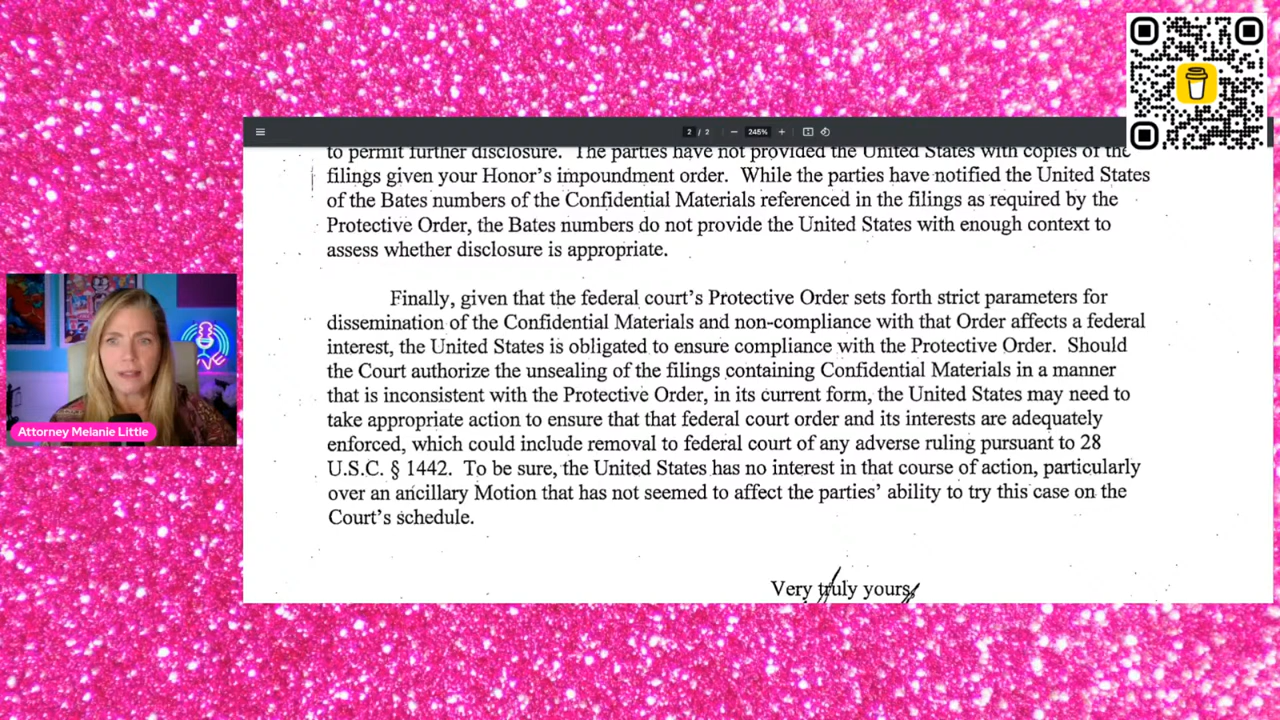 2 / 2
245%
to permit further disclosure. The parties have not provided the United States with copies of the
filings given your Honor's impoundment order. While the parties have notified the United States
of the Bates numbers of the Confidential Materials referenced in the filings as required by the
Protective Order, the Bates numbers do not provide the United States with enough context to
assess whether disclosure is appropriate.
Finally, given that the federal court's Protective Order sets forth strict parameters for
dissemination of the Confidential Materials and non-compliance with that Order affects a federal
interest, the United States is obligated to ensure compliance with the Protective Order. Should
the Court authorize the unsealing of the filings containing Confidential Materials in a manner
that is inconsistent with the Protective Order, in its current form, the United States may need to
take appropriate action to ensure that that federal court order and its interests are adequately
enforced, which could include removal to federal court of any adverse ruling pursuant to 28
U.S.C. § 1442. To be sure, the United States has no interest in that course of action, particularly
over an ancillary Motion that has not seemed to affect the parties' ability to try this case on the
Court's schedule.
Very truly yours,
Attorney Melanie Little